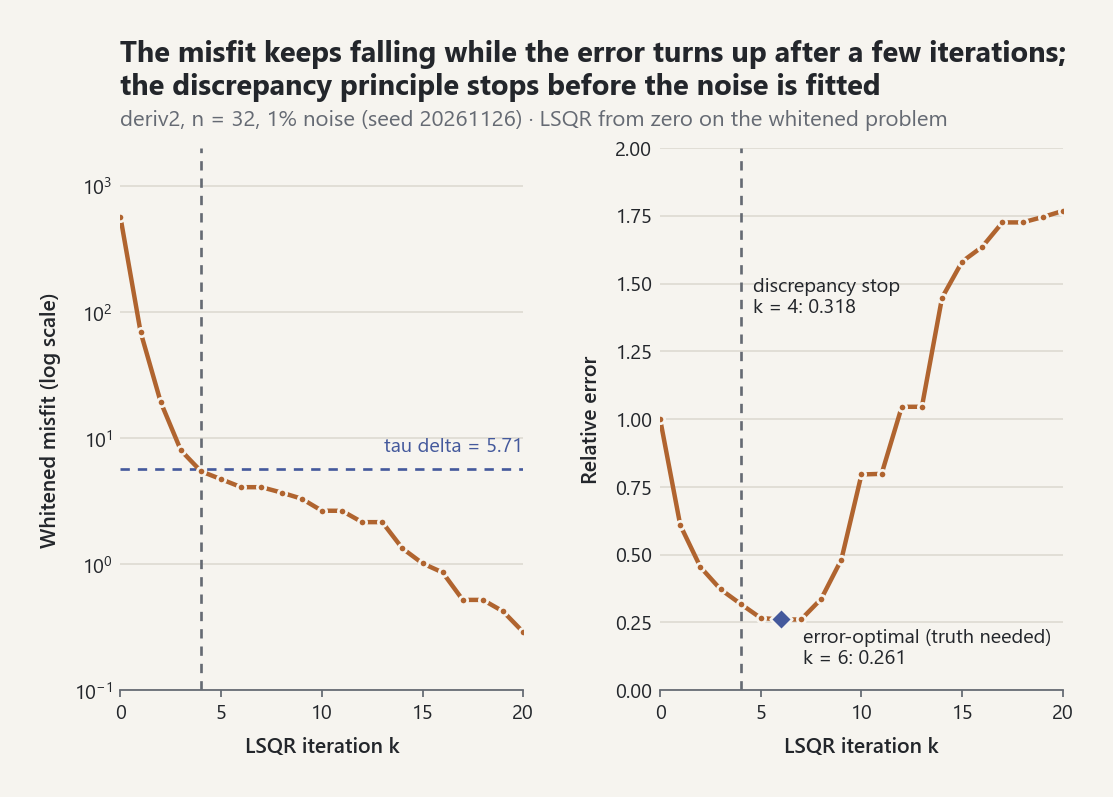 The misfit keeps falling while the error turns up after a few iterations;
the discrepancy principle stops before the noise is fitted
deriv2, n = 32, 1% noise (seed 20261126) · LSQR from zero on the whitened problem
Whitened misfit (log scale)
10³
10²
10¹
10⁰
10⁻¹
tau delta = 5.71
0 5 10 15 20
LSQR iteration k
Relative error
2.00
1.75
1.50
1.25
1.00
0.75
0.50
0.25
0.00
discrepancy stop
k = 4: 0.318
error-optimal (truth needed)
k = 6: 0.261
0 5 10 15 20
LSQR iteration k